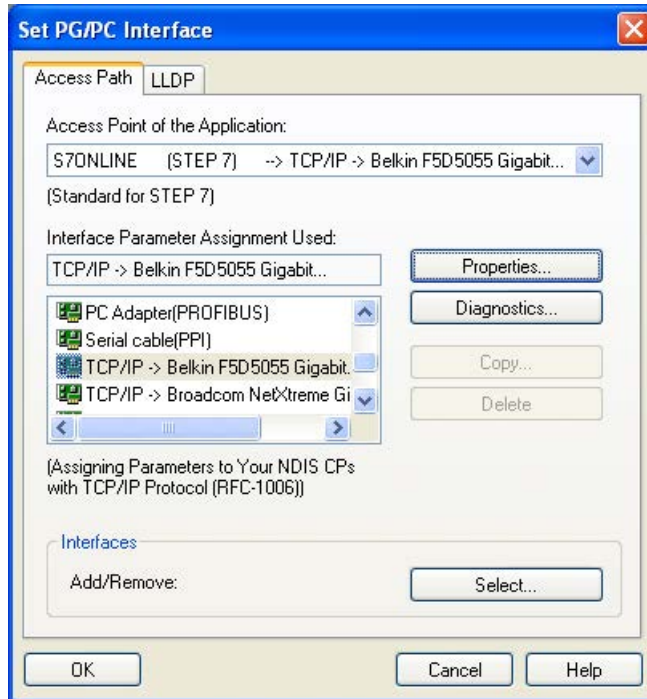 Set PG/PC Interface
Access Path
LLDP
Access Point of the Application:
S7ONLINE (STEP 7) --> TCP/IP -> Belkin F5D5055 Gigabit...
(Standard for STEP 7)
Interface Parameter Assignment Used:
TCP/IP -> Belkin F5D5055 Gigabit...
Properties...
PC Adapter(PROFIBUS)
Diagnostics...
Serial cable(PPI)
TCP/IP -> Belkin F5D5055 Gigabit.
Copy...
TCP/IP -> Broadcom NetXtreme Gi
Delete
(Assigning Parameters to Your NDIS CPs
with TCP/IP Protocol (RFC-1006))
Interfaces
Add/Remove:
Select...
OK
Cancel
Help